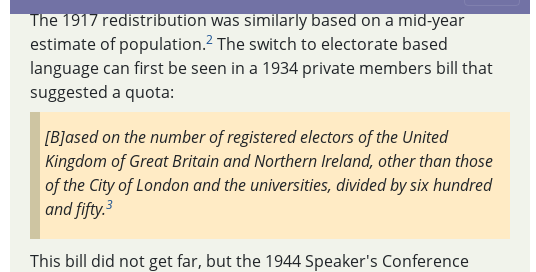 The 1917 redistribution was similarly based on a mid-year
estimate of population.2 The switch to electorate based
language can first be seen in a 1934 private members bill that
suggested a quota:
[B]ased on the number of registered electors of the United
Kingdom of Great Britain and Northern Ireland, other than those
of the City of London and the universities, divided by six hundred
and fifty.3
This bill did not get far, but the 1944 Speaker's Conference